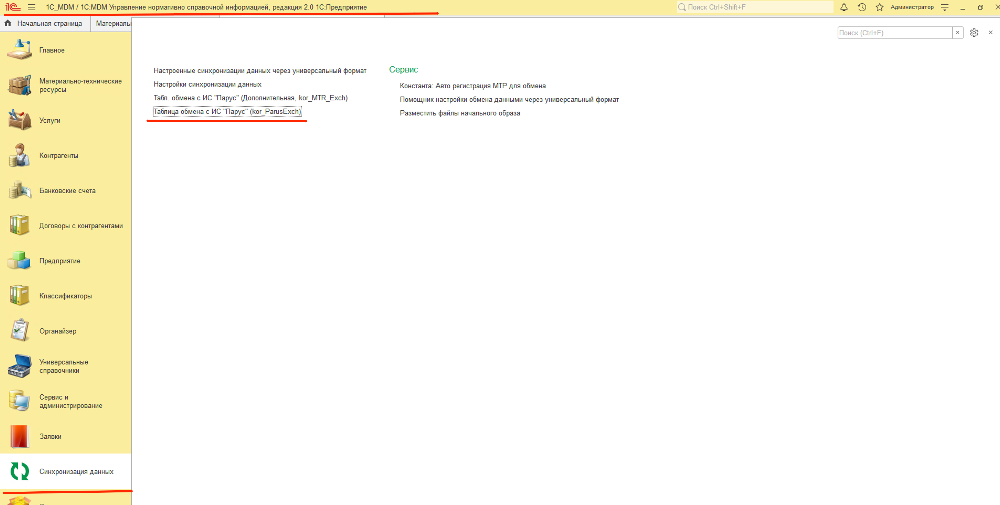 1С_MDM / 1С:MDM Управление нормативно справочной информацией, редакция 2.0 1С:Предприятие
Поиск Ctrl+Shift+F
Администратор
Начальная страница
Материалы
Поиск (Ctrl+F)
Главное
Материально-технические
ресурсы
Услуги
Контрагенты
Банковские счета
Договоры с контрагентами
Предприятие
Классификаторы
Органайзер
Универсальные
справочники
Сервис и
администрирование
Заявки
Синхронизация данных
Настроенные синхронизации данных через универсальный формат
Настройки синхронизации данных
Табл. обмена с ИС "Парус" (Дополнительная, kor_MTR_Exch)
Таблица обмена с ИС "Парус" (kor_ParusExch)
Сервис
Константа: Авто регистрация МТР для обмена
Помощник настройки обмена данными через универсальный формат
Разместить файлы начального образа